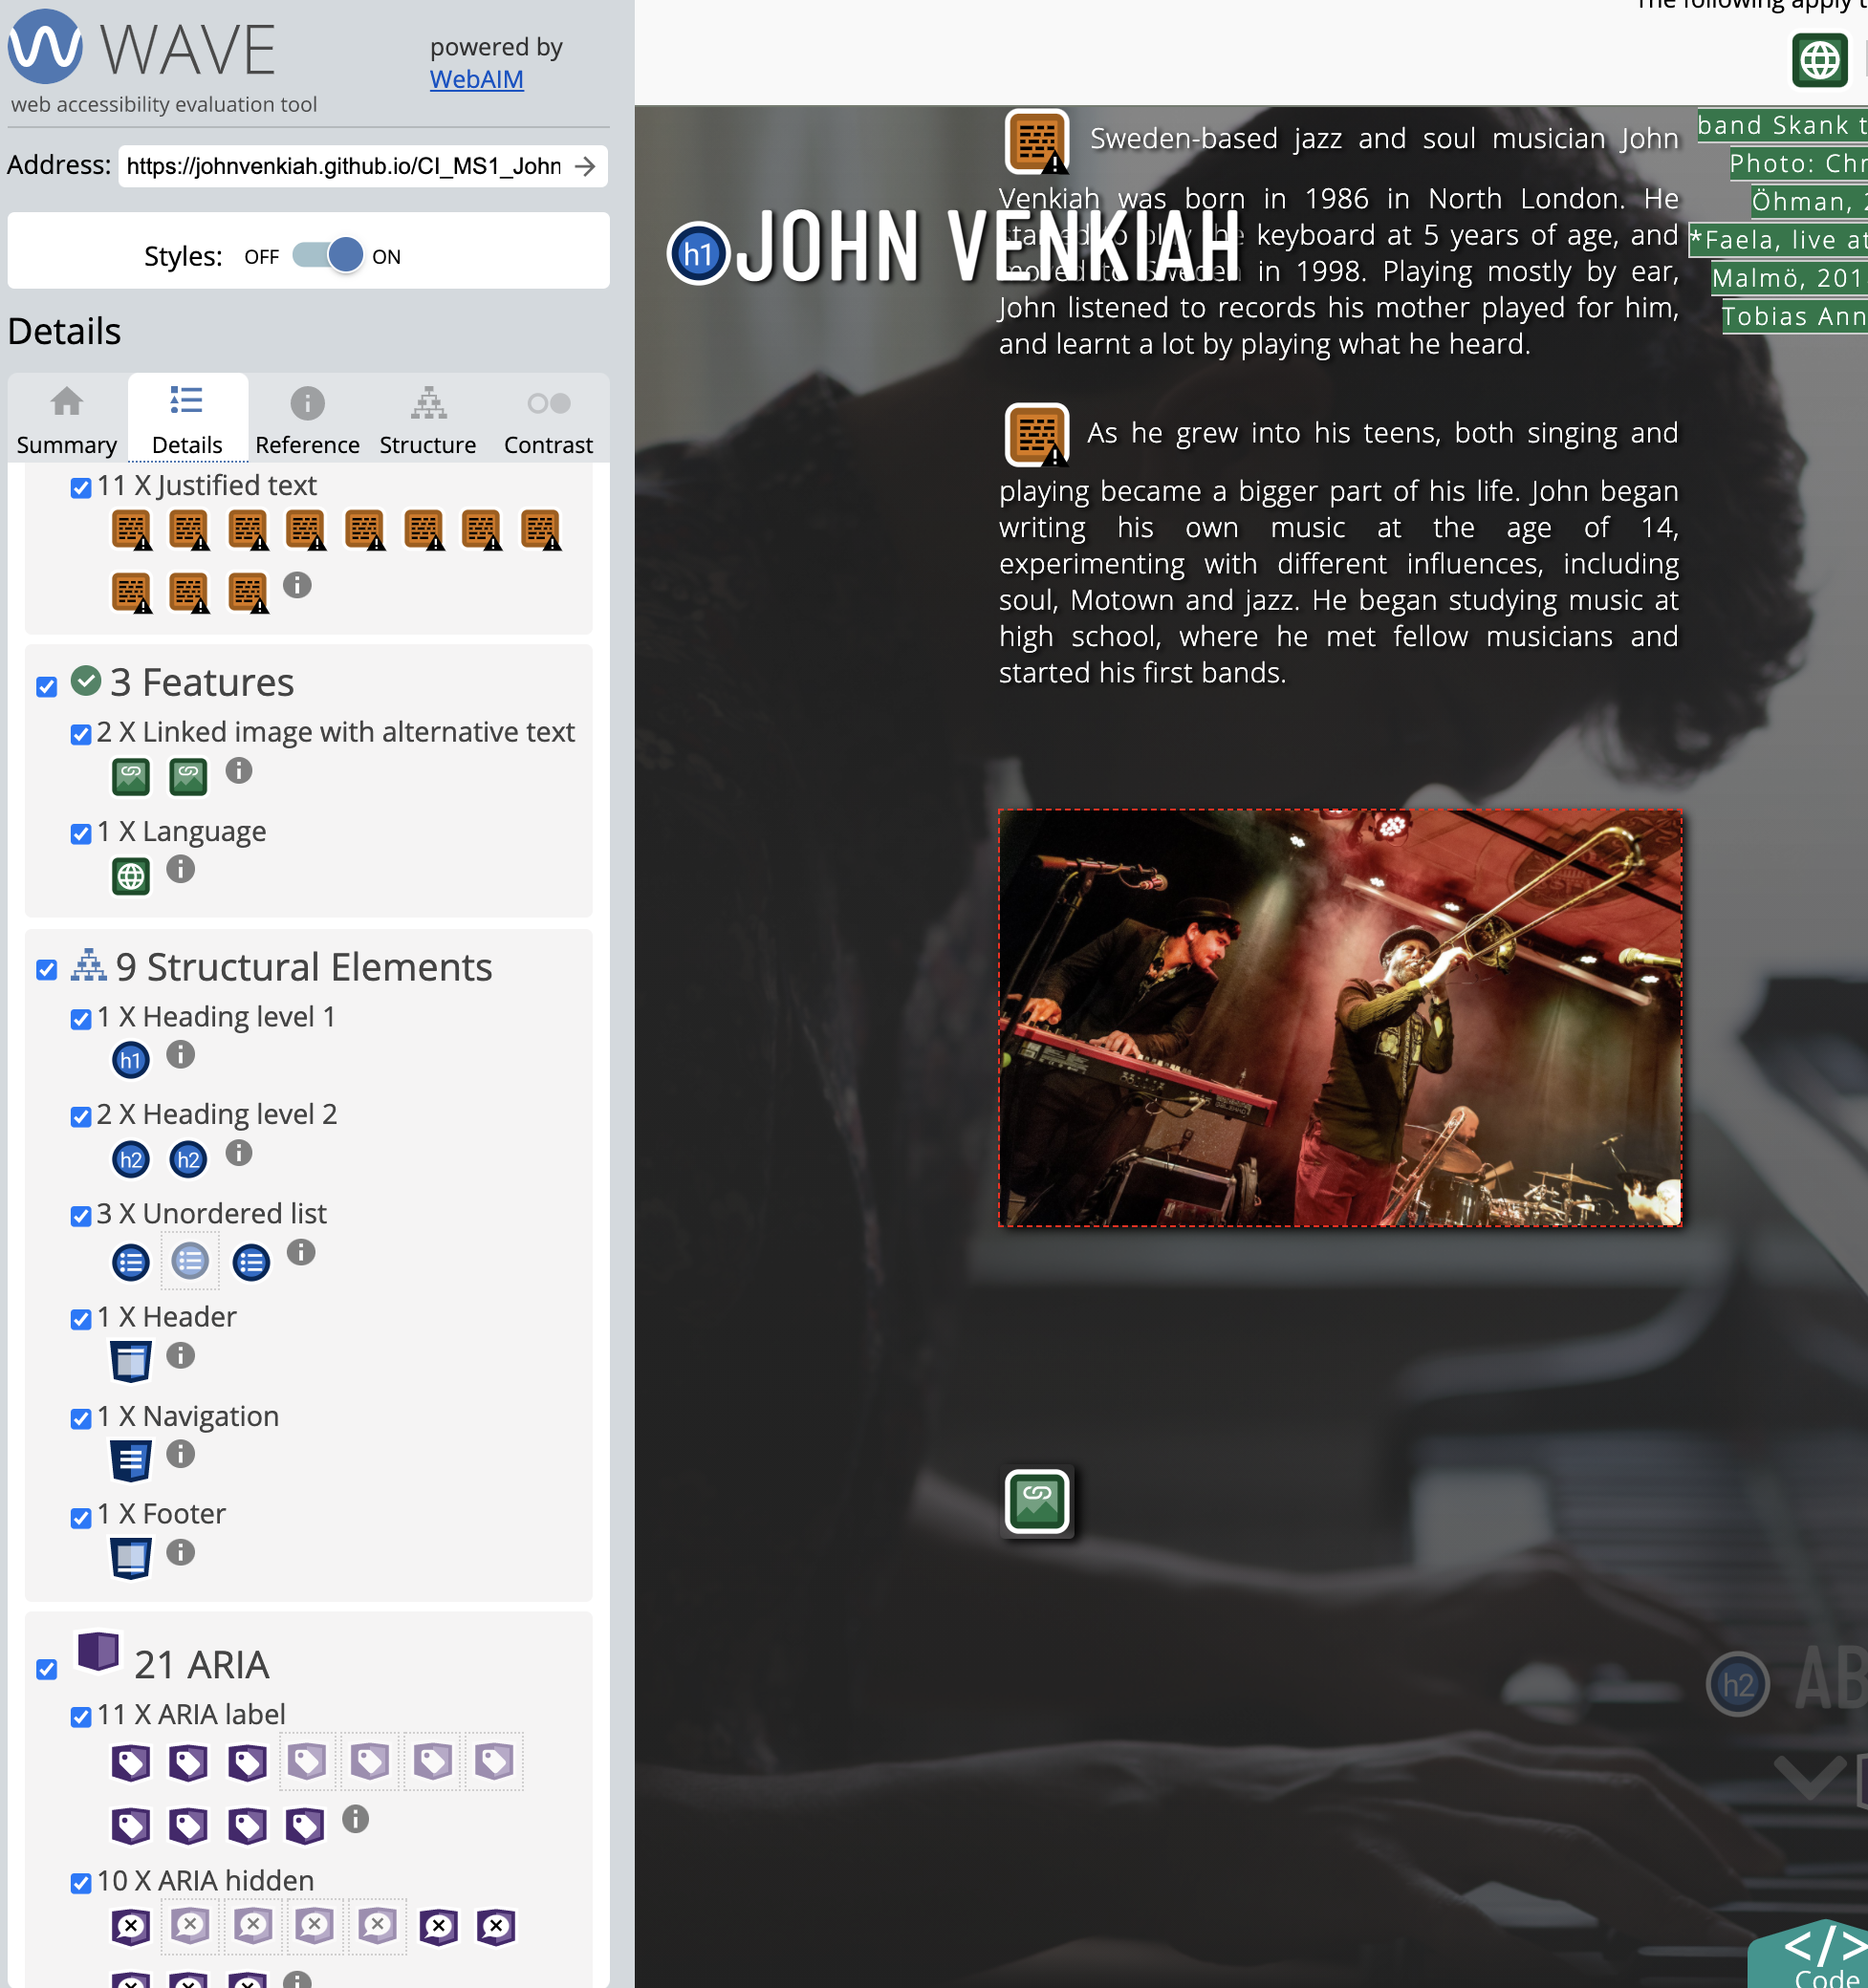 WAVE
powered by
WebAIM
web accessibility evaluation tool
Address: https://johnvenkiah.github.io/CI_MS1_John
Styles: OFF ON
Details
Summary Details Reference Structure Contrast
11 X Justified text
3 Features
2 X Linked image with alternative text
1 X Language
9 Structural Elements
1 X Heading level 1
h1
2 X Heading level 2
h2 h2
3 X Unordered list
1 X Header
1 X Navigation
1 X Footer
21 ARIA
11 X ARIA label
10 X ARIA hidden
The following apply t
h1 JOHN VENKIAH
Sweden-based jazz and soul musician John
Venkiah was born in 1986 in North London. He
started to play the keyboard at 5 years of age, and
moved to Sweden in 1998. Playing mostly by ear,
John listened to records his mother played for him,
and learnt a lot by playing what he heard.
As he grew into his teens, both singing and
playing became a bigger part of his life. John began
writing his own music at the age of 14,
experimenting with different influences, including
soul, Motown and jazz. He began studying music at
high school, where he met fellow musicians and
started his first bands.
band Skank t
Photo: Chr
Öhman, 2
*Faela, live at
Malmö, 201
Tobias Ann
h2 AB
</>
Code